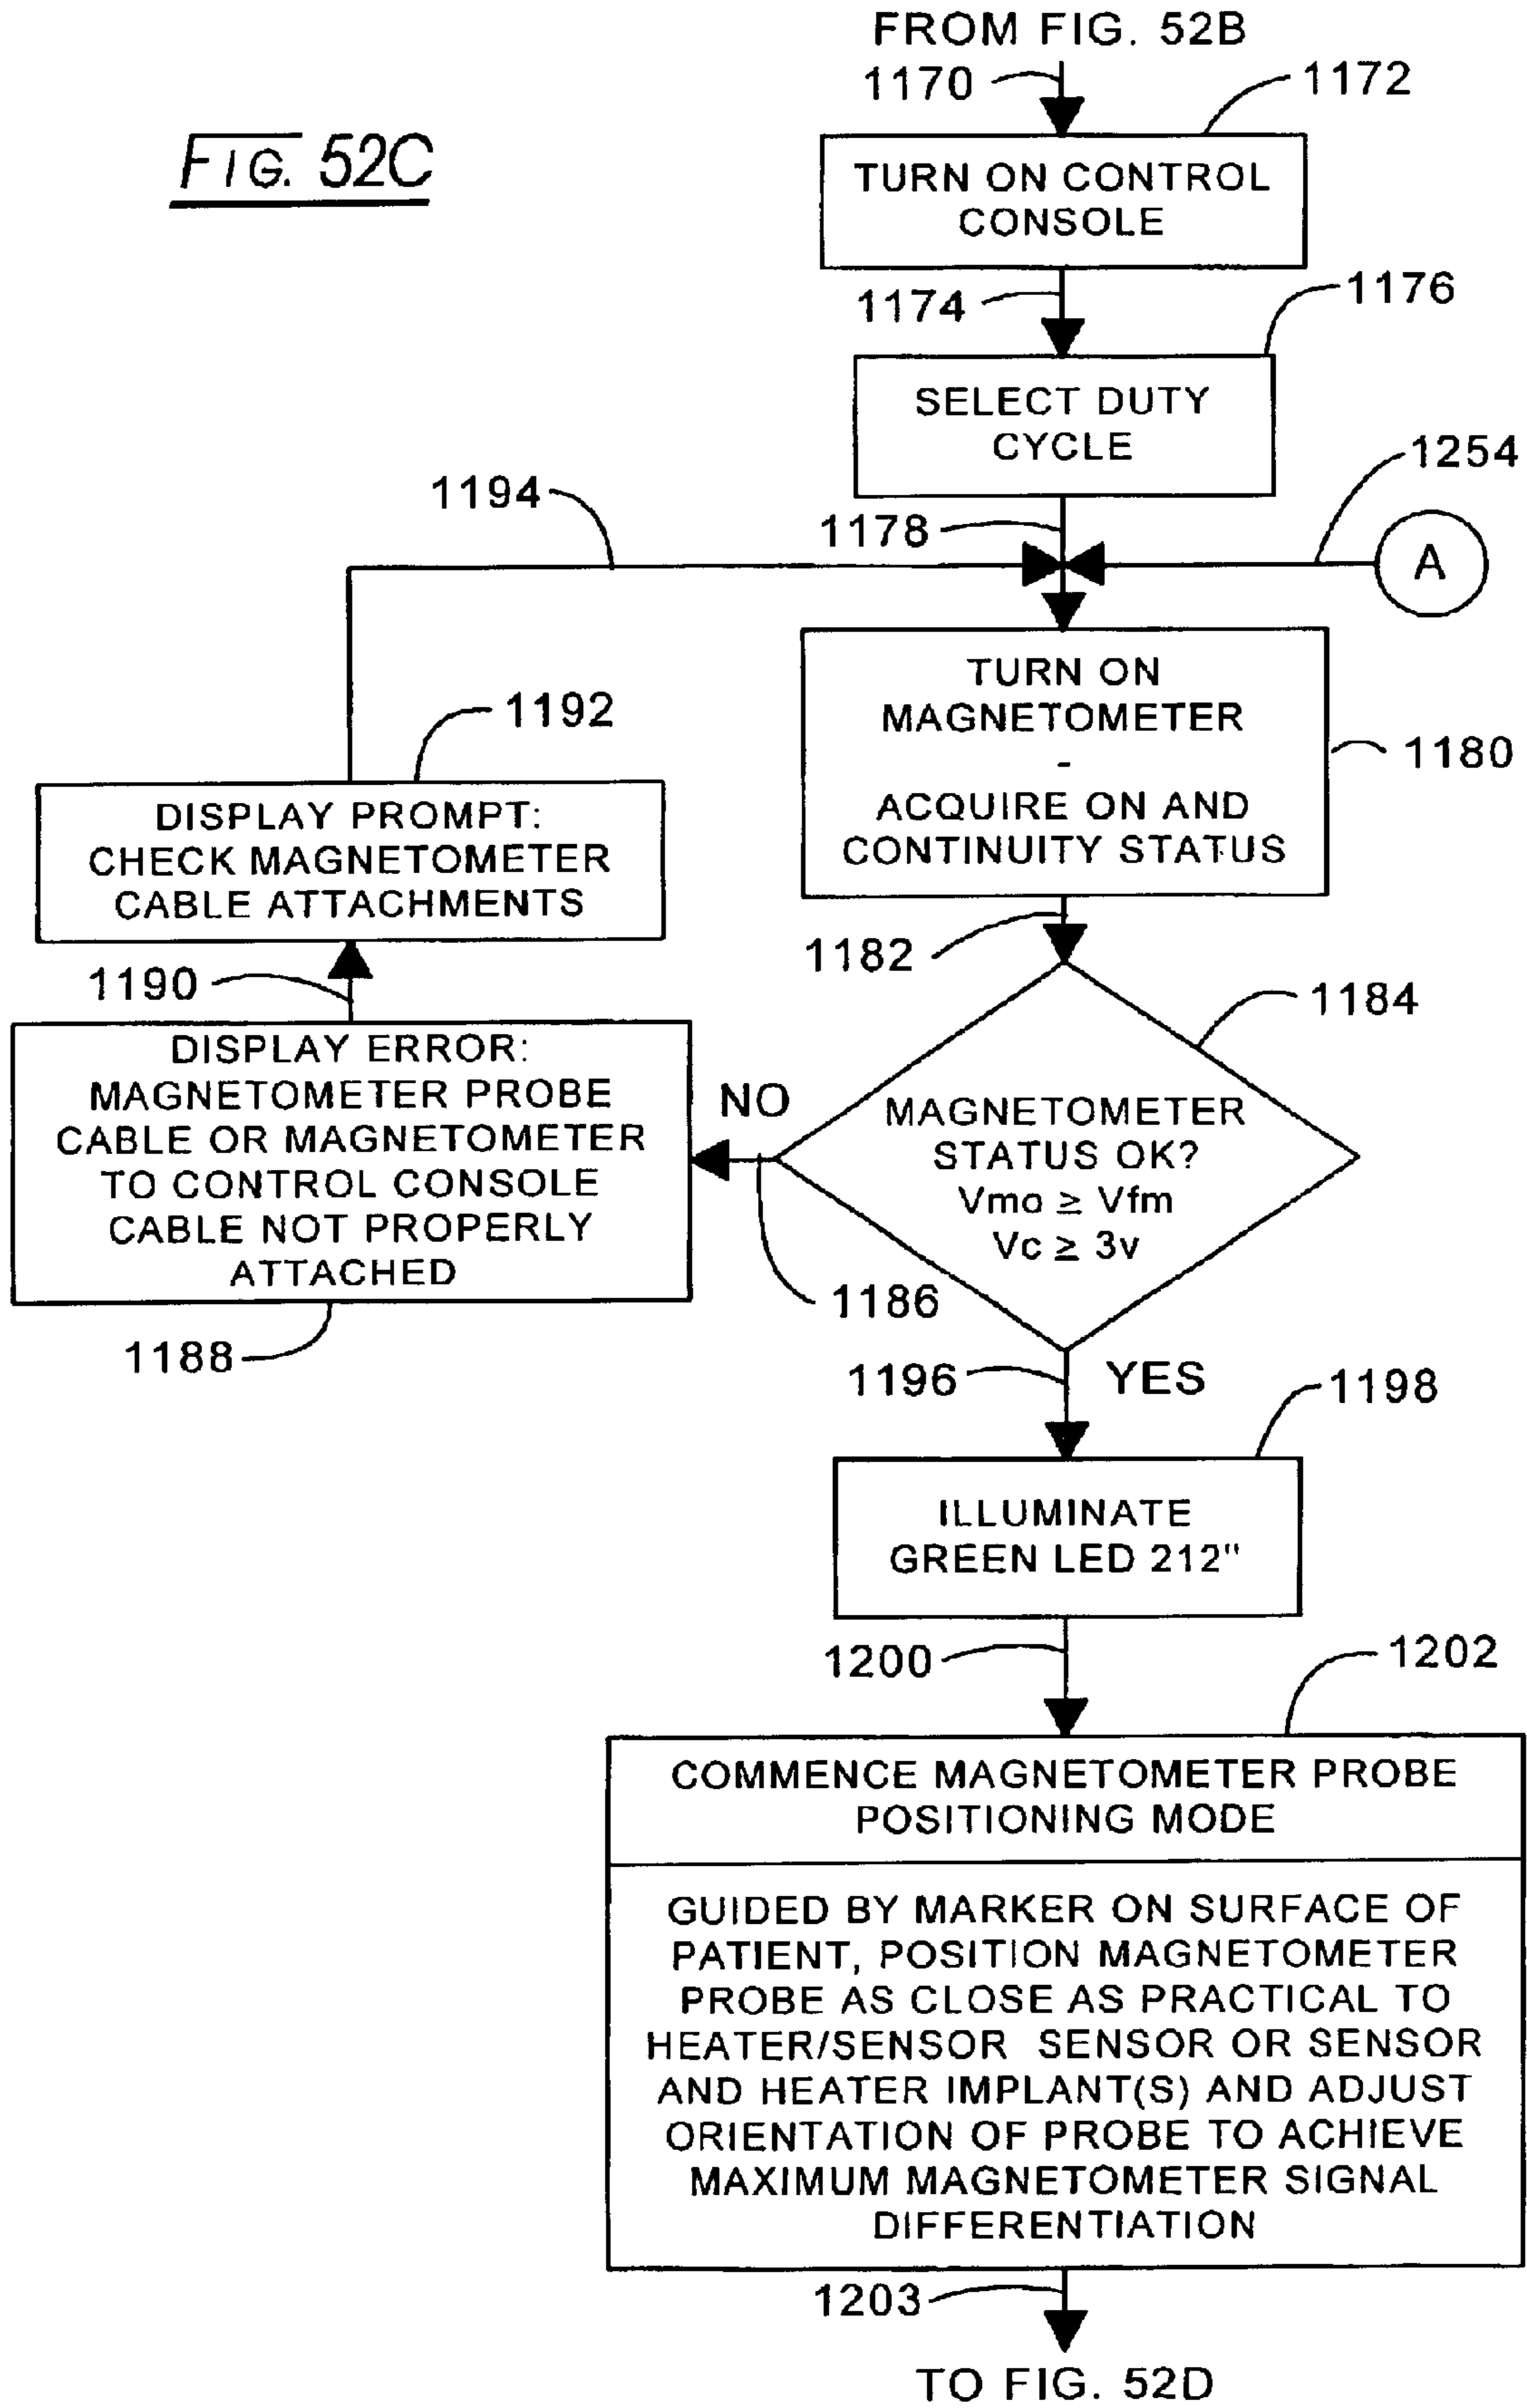 FROM FIG. 52B
1170
1172
FIG. 52C
TURN ON CONTROL
CONSOLE
1174
1176
SELECT DUTY
CYCLE
1194
1178
1254
A
TURN ON
MAGNETOMETER
-
ACQUIRE ON AND
CONTINUITY STATUS
1180
1192
DISPLAY PROMPT:
CHECK MAGNETOMETER
CABLE ATTACHMENTS
1182
1190
1184
DISPLAY ERROR:
MAGNETOMETER PROBE
CABLE OR MAGNETOMETER
TO CONTROL CONSOLE
CABLE NOT PROPERLY
ATTACHED
NO
MAGNETOMETER
STATUS OK?
Vmo ≥ Vfm
Vc ≥ 3v
1186
1188
1196
YES
1198
ILLUMINATE
GREEN LED 212"
1200
1202
COMMENCE MAGNETOMETER PROBE
POSITIONING MODE
GUIDED BY MARKER ON SURFACE OF
PATIENT, POSITION MAGNETOMETER
PROBE AS CLOSE AS PRACTICAL TO
HEATER/SENSOR SENSOR OR SENSOR
AND HEATER IMPLANT(S) AND ADJUST
ORIENTATION OF PROBE TO ACHIEVE
MAXIMUM MAGNETOMETER SIGNAL
DIFFERENTIATION
1203
TO FIG. 52D